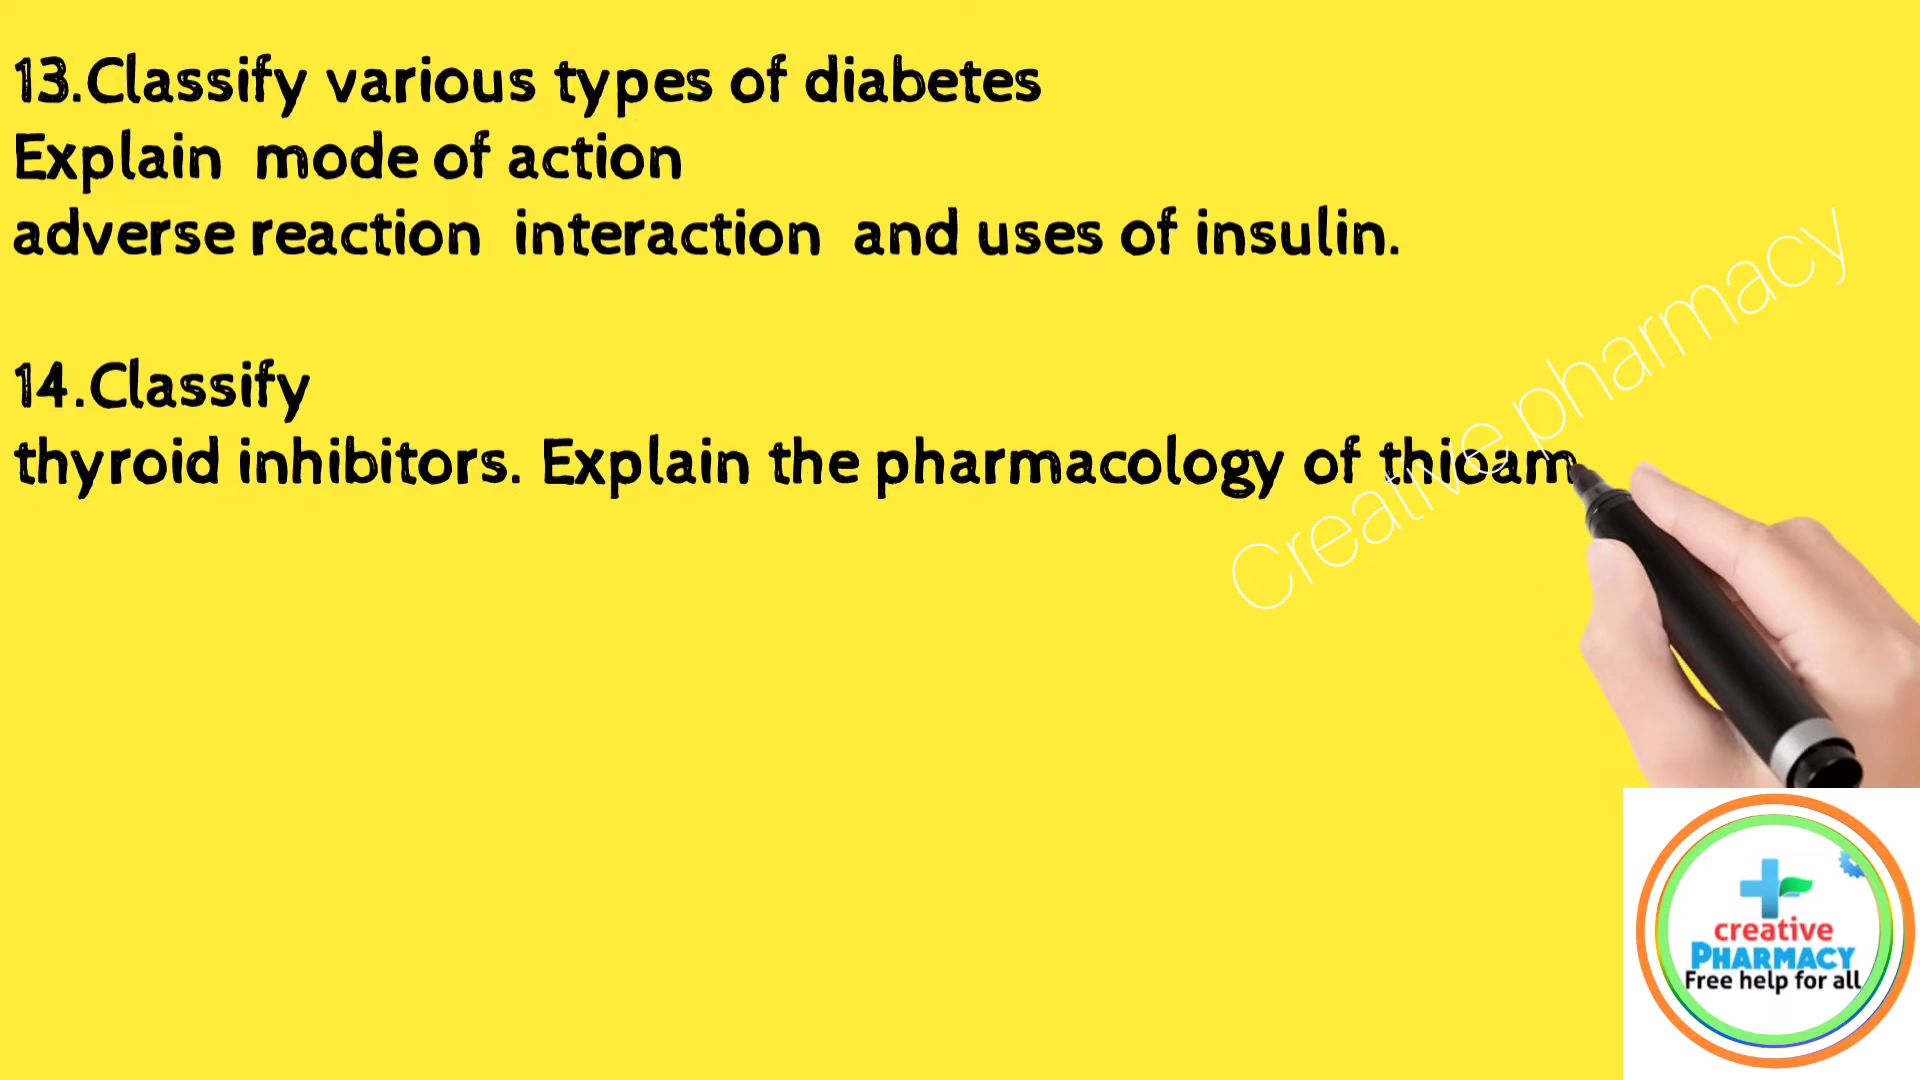 13.Classify various types of diabetes
Explain mode of action
adverse reaction interaction and uses of insulin.
14.Classify
thyroid inhibitors. Explain the pharmacology of thioam
Creative pharmacy
creative
PHARMACY
Free help for all